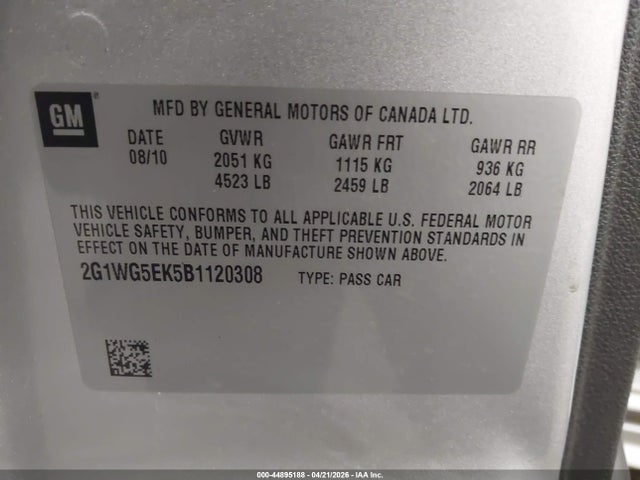 GM
MFD BY GENERAL MOTORS OF CANADA LTD.
DATE GVWR GAWR FRT GAWR RR
08/10 2051 KG 1115 KG 936 KG
4523 LB 2459 LB 2064 LB
THIS VEHICLE CONFORMS TO ALL APPLICABLE U.S. FEDERAL MOTOR
VEHICLE SAFETY, BUMPER, AND THEFT PREVENTION STANDARDS IN
EFFECT ON THE DATE OF MANUFACTURE SHOWN ABOVE.
2G1WG5EK5B1120308 TYPE: PASS CAR
000-44895188 - 04/21/2026 - IAA Inc.